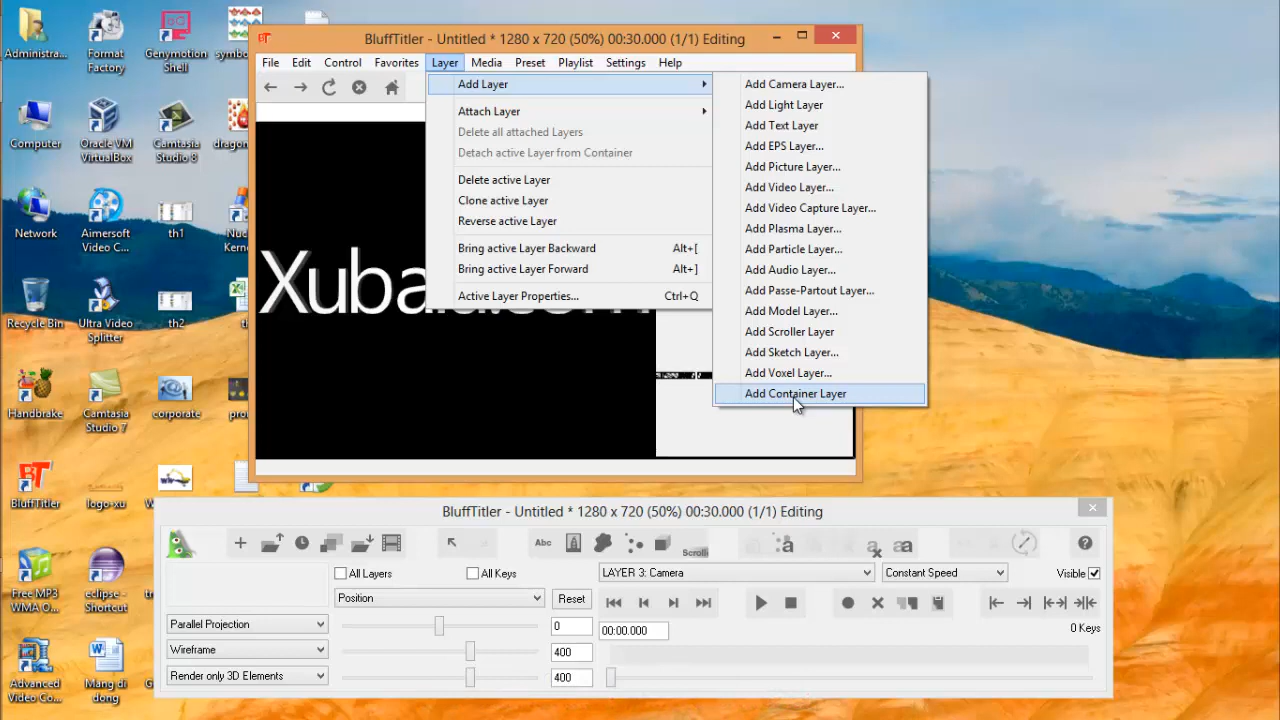 Administra...
Format
Factory
Genymotion
Shell
symbo
BluffTitler - Untitled * 1280 x 720 (50%) 00:30.000 (1/1) Editing
File Edit Control Favorites Layer Media Preset Playlist Settings Help
Add Layer
Attach Layer
Delete all attached Layers
Detach active Layer from Container
Delete active Layer
Clone active Layer
Reverse active Layer
Bring active Layer Backward Alt+[
Bring active Layer Forward Alt+]
Active Layer Properties... Ctrl+Q
Add Camera Layer...
Add Light Layer
Add Text Layer
Add EPS Layer...
Add Picture Layer...
Add Video Layer...
Add Video Capture Layer...
Add Plasma Layer...
Add Particle Layer...
Add Audio Layer...
Add Passe-Partout Layer...
Add Model Layer...
Add Scroller Layer
Add Sketch Layer...
Add Voxel Layer...
Add Container Layer
Computer
Oracle VM
VirtualBox
Camtasia
Studio 8
dragon
Network
Aimersoft
Video C...
th1
Nuc
Kerne
Recycle Bin
Ultra Video
Splitter
th2
Handbrake
Camtasia
Studio 7
corporate
pro
BluffTitler
logo-xu
Free MP3
WMA O...
eclipse -
Shortcut
Advanced
Video Co...
Mang di
dong
BluffTitler - Untitled * 1280 x 720 (50%) 00:30.000 (1/1) Editing
Abc
aa
Scrolli
All Layers
All Keys
LAYER 3: Camera
Constant Speed
Visible
Position
Reset
Parallel Projection
0
00:00.000
0 Keys
Wireframe
400
Render only 3D Elements
400